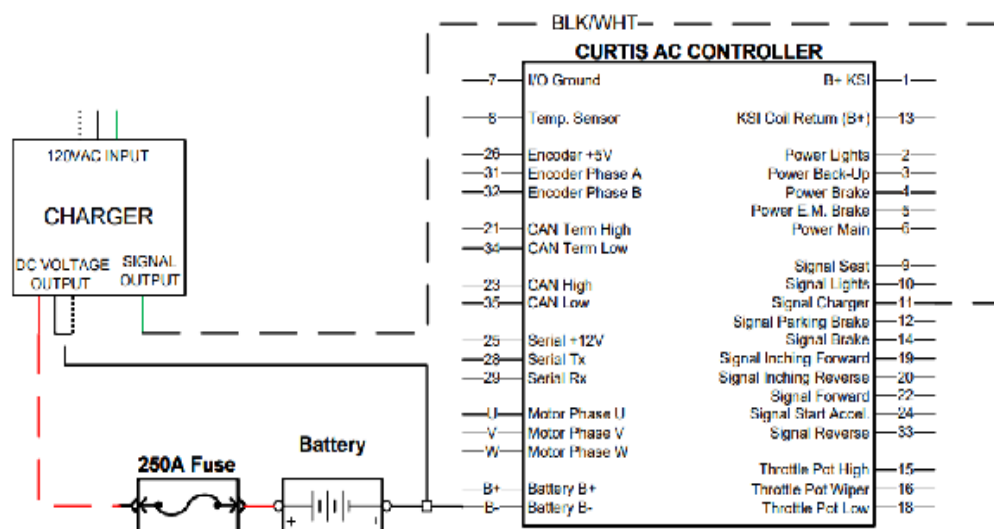 BLK/WHT
CURTIS AC CONTROLLER
7 I/O Ground B+ KSI 1
8 Temp. Sensor KSI Coil Return (B+) 13
26 Encoder +5V Power Lights 2
31 Encoder Phase A Power Back-Up 3
32 Encoder Phase B Power Brake 4
Power E.M. Brake 5
21 CAN Term High Power Main 6
34 CAN Term Low
Signal Seat 9
23 CAN High Signal Lights 10
35 CAN Low Signal Charger 11
Signal Parking Brake 12
25 Serial +12V Signal Brake 14
28 Serial Tx Signal Inching Forward 19
29 Serial Rx Signal Inching Reverse 20
Signal Forward 22
U Motor Phase U Signal Start Accel. 24
V Motor Phase V Signal Reverse 33
W Motor Phase W
Throttle Pot High 15
B+ Battery B+ Throttle Pot Wiper 16
B- Battery B- Throttle Pot Low 18
120VAC INPUT
CHARGER
DC VOLTAGE OUTPUT
SIGNAL OUTPUT
250A Fuse
Battery
+ -